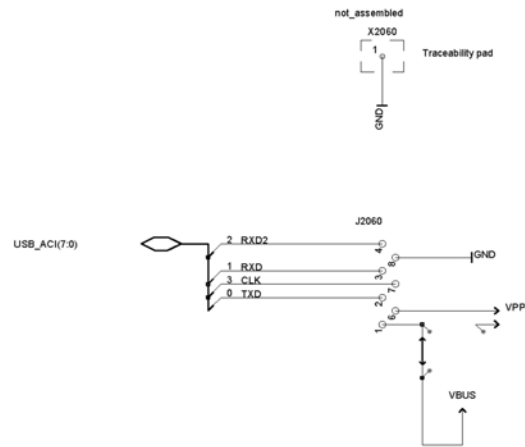 not_assembled
X2060
1
Traceability pad
GND
J2060
USB_ACI(7:0)
2 RXD2
4
8
GND
1 RXD
3
3 CLK
7
0 TXD
2
6
VPP
1
VBUS